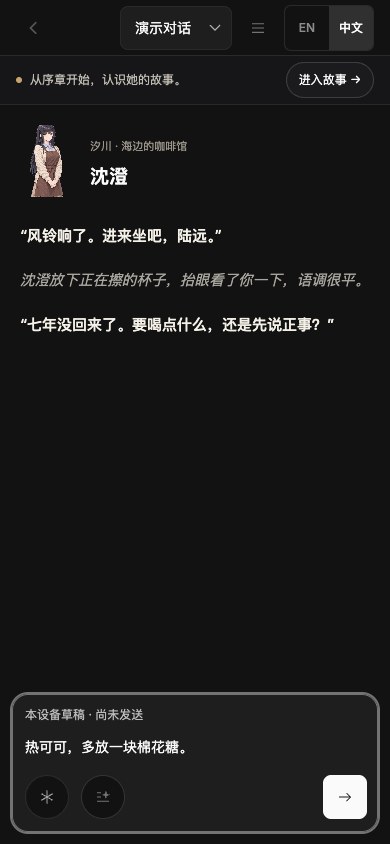 演示对话
EN
中文
从序章开始，认识她的故事。
进入故事 →
汐川 · 海边的咖啡馆
沈澄
“风铃响了。进来坐吧，陆远。”
沈澄放下正在擦的杯子，抬眼看了你一下，语调很平。
“七年没回来了。要喝点什么，还是先说正事？”
本设备草稿 · 尚未发送
热可可，多放一块棉花糖。